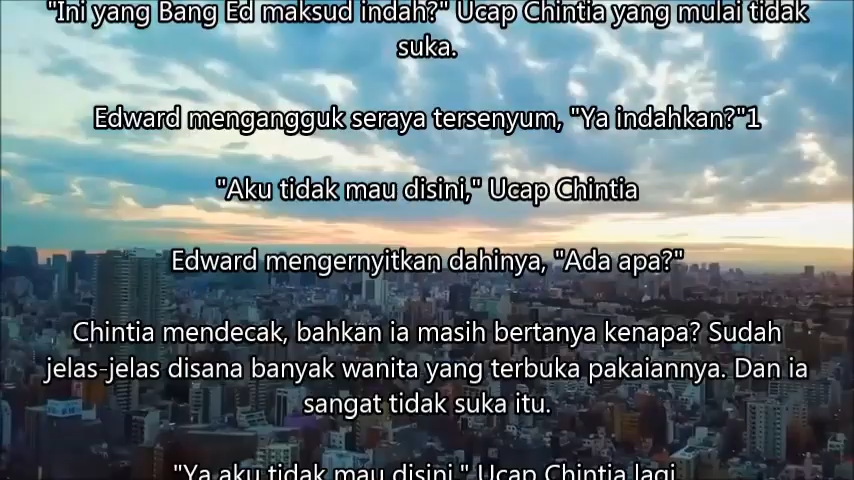 "Ini yang Bang Ed maksud indah?" Ucap Chintia yang mulai tidak
suka.
Edward mengangguk seraya tersenyum, "Ya indahkan?"1
"Aku tidak mau disini," Ucap Chintia
Edward mengernyitkan dahinya, "Ada apa?"
Chintia mendecak, bahkan ia masih bertanya kenapa? Sudah
jelas-jelas disana banyak wanita yang terbuka pakaiannya. Dan ia
sangat tidak suka itu.
"Ya aku tidak mau disini," Ucap Chintia lagi